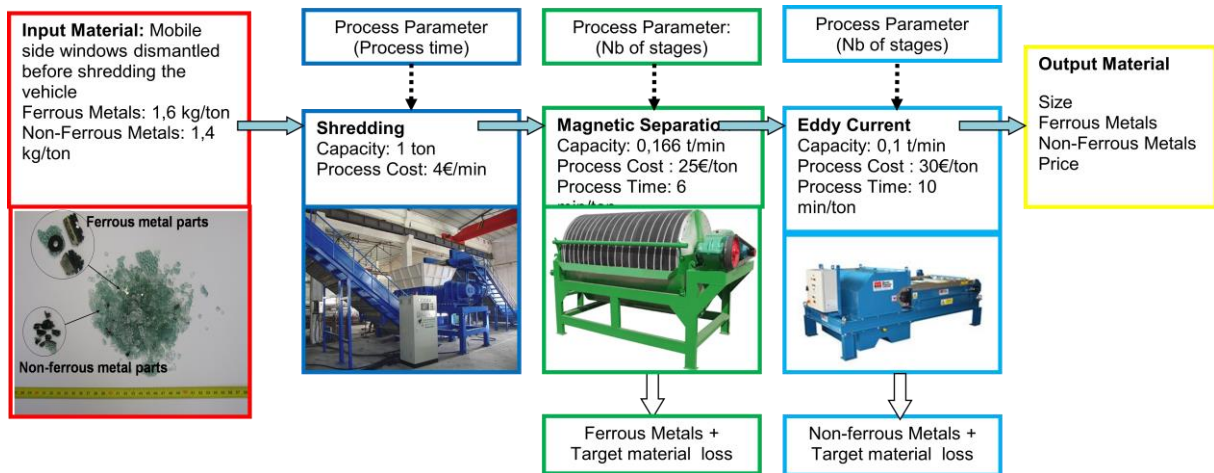 Input Material: Mobile
side windows dismantled
before shredding the
vehicle
Ferrous Metals: 1,6 kg/ton
Non-Ferrous Metals: 1,4
kg/ton
Ferrous metal parts
Non-ferrous metal parts
Process Parameter
(Process time)
Shredding
Capacity: 1 ton
Process Cost: 4€/min
Process Parameter:
(Nb of stages)
Magnetic Separatio
Capacity: 0,166 t/min
Process Cost : 25€/ton
Process Time: 6
min/ton
Ferrous Metals +
Target material loss
Process Parameter
(Nb of stages)
Eddy Current
Capacity: 0,1 t/min
Process Cost : 30€/ton
Process Time: 10
min/ton
Non-ferrous Metals +
Target material loss
Output Material
Size
Ferrous Metals
Non-Ferrous Metals
Price